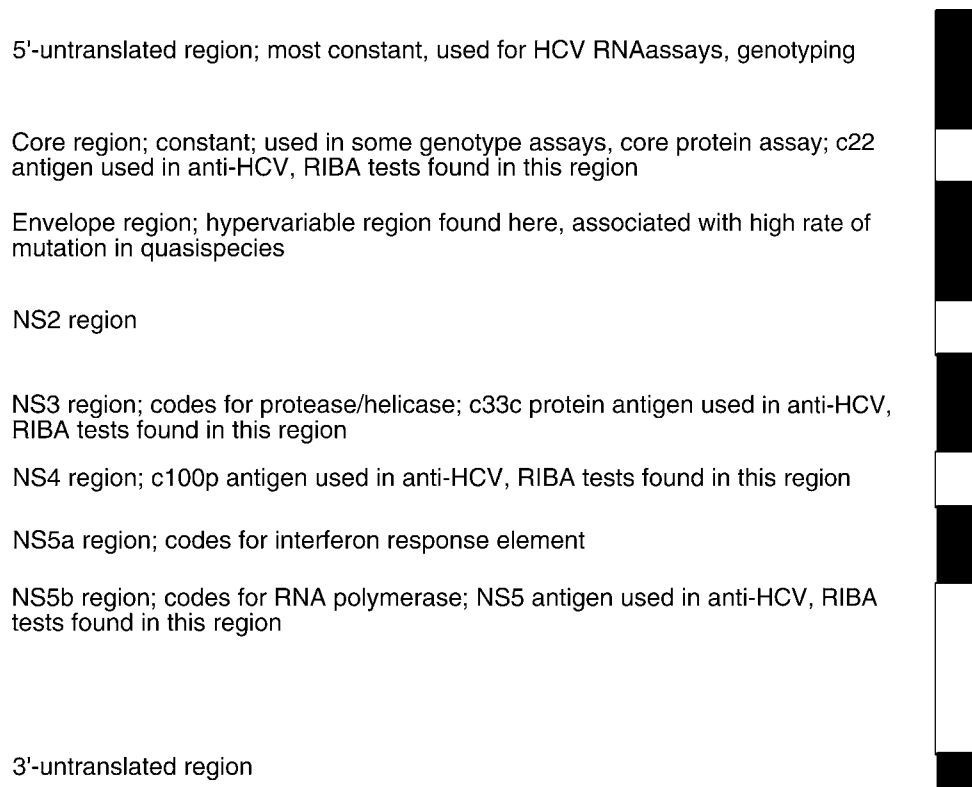 5'-untranslated region; most constant, used for HCV RNAassays, genotyping
Core region; constant; used in some genotype assays, core protein assay; c22
antigen used in anti-HCV, RIBA tests found in this region
Envelope region; hypervariable region found here, associated with high rate of
mutation in quasispecies
NS2 region
NS3 region; codes for protease/helicase; c33c protein antigen used in anti-HCV,
RIBA tests found in this region
NS4 region; c100p antigen used in anti-HCV, RIBA tests found in this region
NS5a region; codes for interferon response element
NS5b region; codes for RNA polymerase; NS5 antigen used in anti-HCV, RIBA
tests found in this region
3'-untranslated region